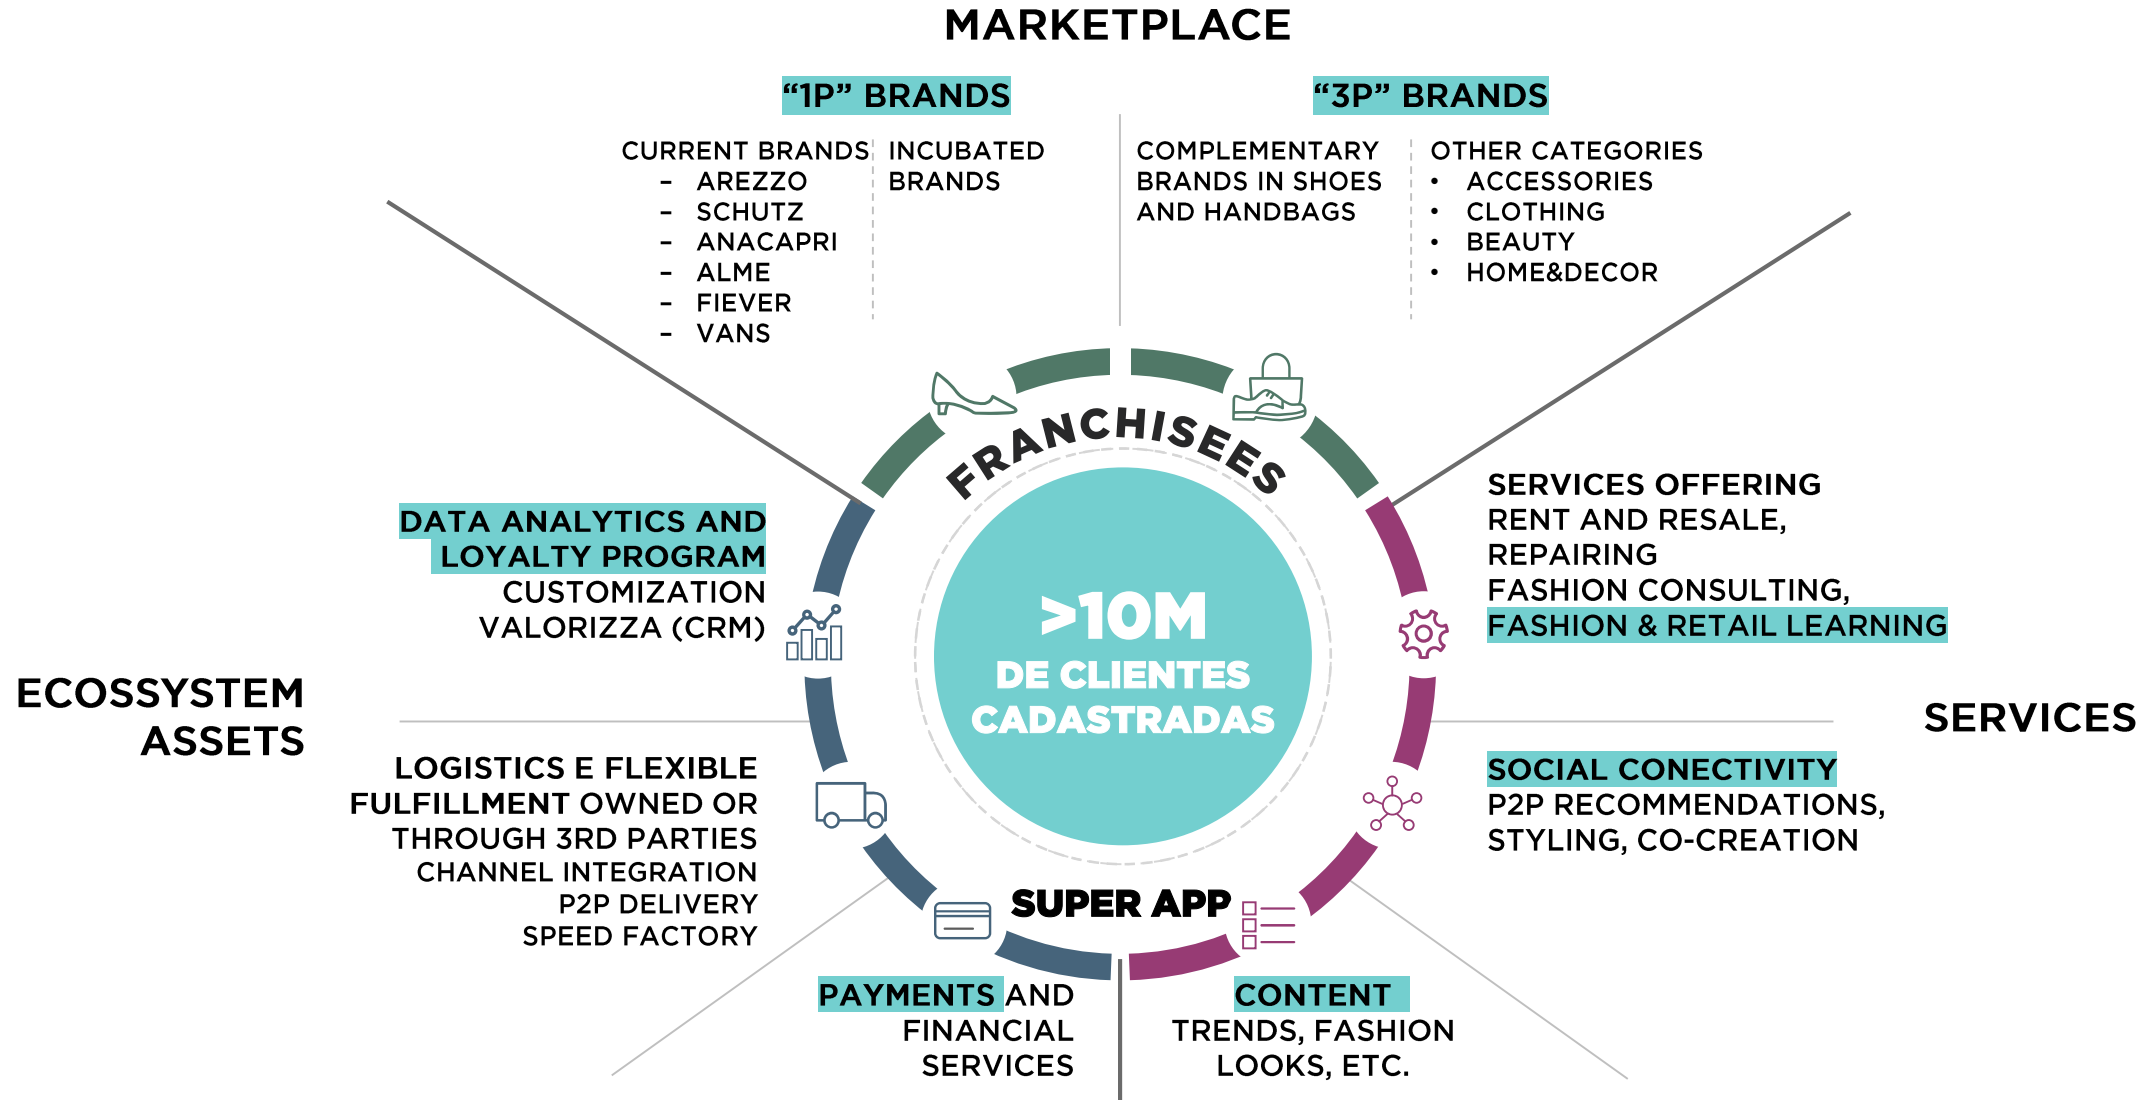 MARKETPLACE
“1P” BRANDS
CURRENT BRANDS
– AREZZO
– SCHUTZ
– ANACAPRI
– ALME
– FIEVER
– VANS
INCUBATED
BRANDS
“3P” BRANDS
COMPLEMENTARY
BRANDS IN SHOES
AND HANDBAGS
OTHER CATEGORIES
• ACCESSORIES
• CLOTHING
• BEAUTY
• HOME&DECOR
FRANCHISEES
>10M
DE CLIENTES
CADASTRADAS
SUPER APP
ECOSSYSTEM
ASSETS
DATA ANALYTICS AND
LOYALTY PROGRAM
CUSTOMIZATION
VALORIZZA (CRM)
LOGISTICS E FLEXIBLE
FULFILLMENT OWNED OR
THROUGH 3RD PARTIES
CHANNEL INTEGRATION
P2P DELIVERY
SPEED FACTORY
PAYMENTS AND
FINANCIAL
SERVICES
SERVICES
SERVICES OFFERING
RENT AND RESALE,
REPAIRING
FASHION CONSULTING,
FASHION & RETAIL LEARNING
SOCIAL CONECTIVITY
P2P RECOMMENDATIONS,
STYLING, CO-CREATION
CONTENT
TRENDS, FASHION
LOOKS, ETC.